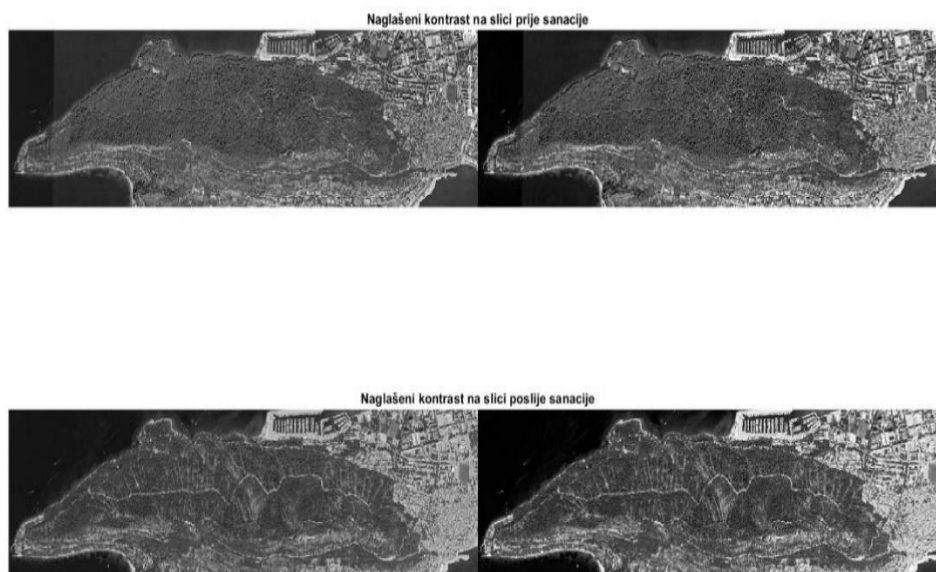 Naglašeni kontrast na slici prije sanacije
Naglašeni kontrast na slici poslije sanacije